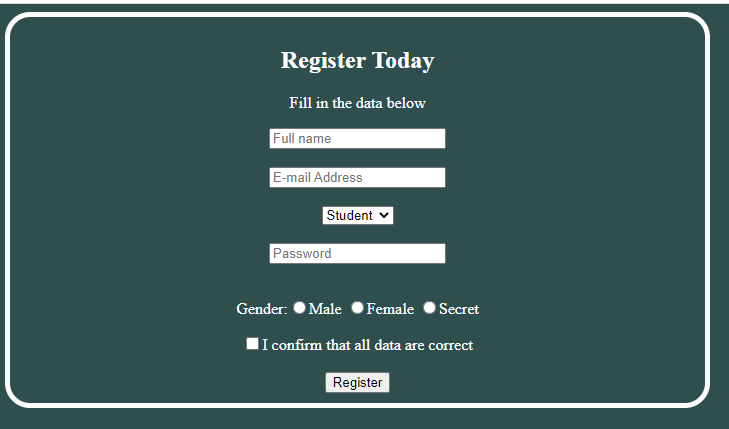 Register Today
Fill in the data below
Full name
E-mail Address
Student
Password
Gender: Male Female Secret
I confirm that all data are correct
Register